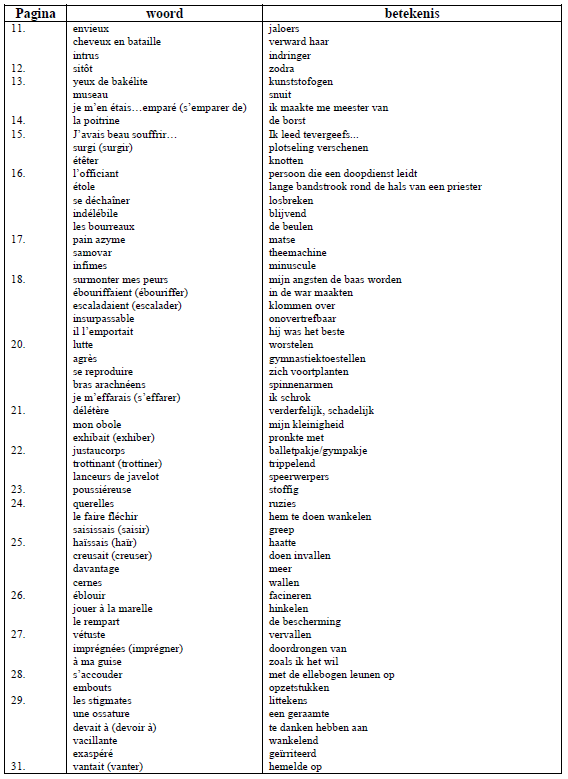 Pagina woord betekenis
11. envieux jaloers
cheveux en bataille verward haar
intrus indringer
12. sitôt zodra
13. yeux de bakélite kunststofogen
museau snuit
je m'en étais…emparé (s'emparer de) ik maakte me meester van
14. la poitrine de borst
15. J'avais beau souffrir… Ik leed tevergeefs...
surgi (surgir) plotseling verschenen
étêter knotten
16. l'officiant persoon die een doopdienst leidt
étole lange bandstrook rond de hals van een priester
se déchaîner losbreken
indélébile blijvend
les bourreaux de beulen
17. pain azyme matse
samovar theemachine
infimes minuscule
18. surmonter mes peurs mijn angsten de baas worden
ébouriffaient (ébouriffer) in de war maakten
escaladaient (escalader) klommen over
insurpassable onovertrefbaar
il l'emportait hij was het beste
20. lutte worstelen
agrès gymnastiektoestellen
se reproduire zich voortplanten
bras arachnéens spinnenarmen
je m'effarais (s'effarer) ik schrok
21. délétère verderfelijk, schadelijk
mon obole mijn kleinigheid
exhibait (exhiber) pronkte met
22. justaucorps balletpakje/gympakje
trottinant (trottiner) trippelend
lanceurs de javelot speerwerpers
23. poussiéreuse stoffig
24. querelles ruzies
le faire fléchir hem te doen wankelen
saisissais (saisir) greep
25. haïssais (haïr) haatte
creusait (creuser) doen invallen
davantage meer
cernes wallen
26. éblouir facineren
jouer à la marelle hinkelen
le rempart de bescherming
27. vétuste vervallen
imprégnées (imprégner) doordrongen van
à ma guise zoals ik het wil
28. s'accouder met de ellebogen leunen op
embouts opzetstukken
29. les stigmates littekens
une ossature een geraamte
devait à (devoir à) te danken hebben aan
vacillante wankelend
exaspéré geïrriteerd
31. vantait (vanter) hemelde op